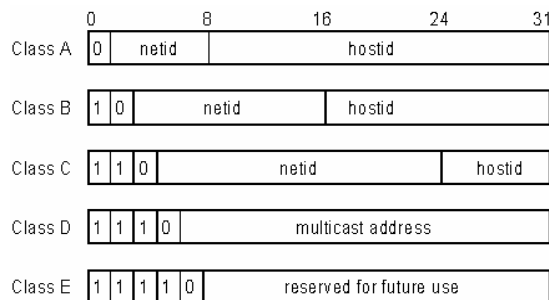 0 8 16 24 31
Class A 0 netid hostid
Class B 1 0 netid hostid
Class C 1 1 0 netid hostid
Class D 1 1 1 0 multicast address
Class E 1 1 1 1 0 reserved for future use